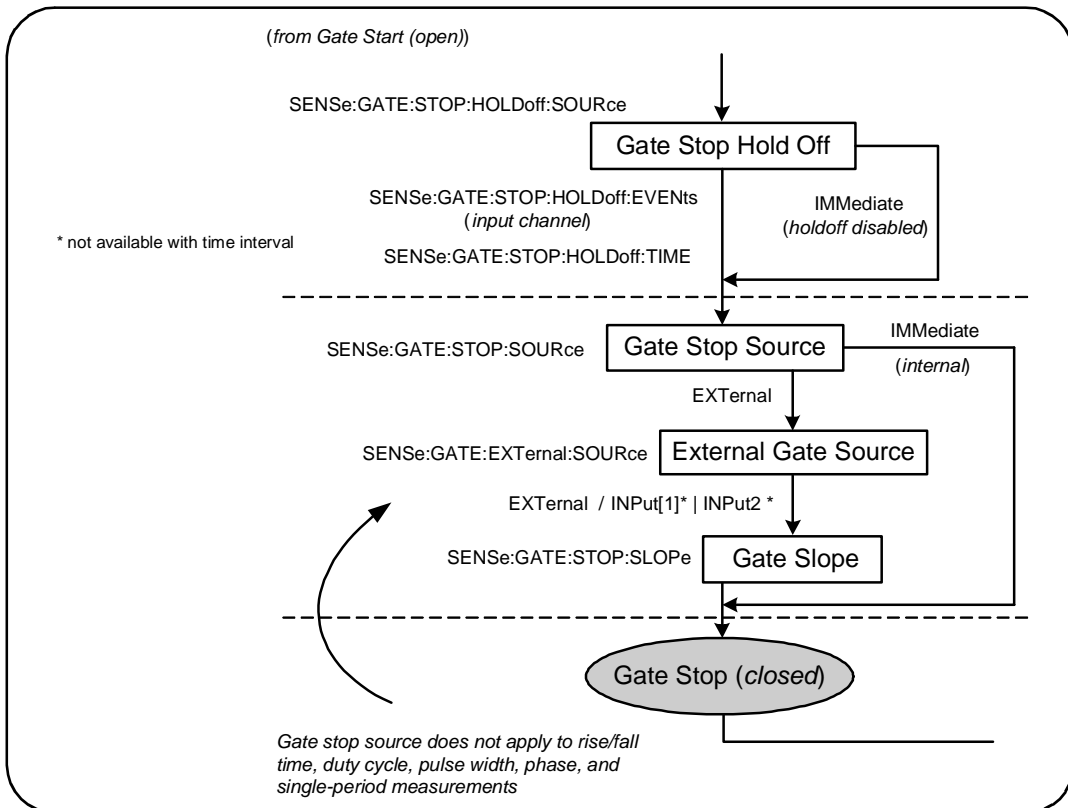 (from Gate Start (open))
SENSe:GATE:STOP:HOLDoff:SOURce
Gate Stop Hold Off
SENSe:GATE:STOP:HOLDoff:EVENts
(input channel)
IMMediate
(holdoff disabled)
* not available with time interval
SENSe:GATE:STOP:HOLDoff:TIME
SENSe:GATE:STOP:SOURce
Gate Stop Source
IMMediate
(internal)
EXTernal
SENSe:GATE:EXTernal:SOURce
External Gate Source
EXTernal / INPut[1]* | INPut2 *
SENSe:GATE:STOP:SLOPe
Gate Slope
Gate Stop (closed)
Gate stop source does not apply to rise/fall
time, duty cycle, pulse width, phase, and
single-period measurements